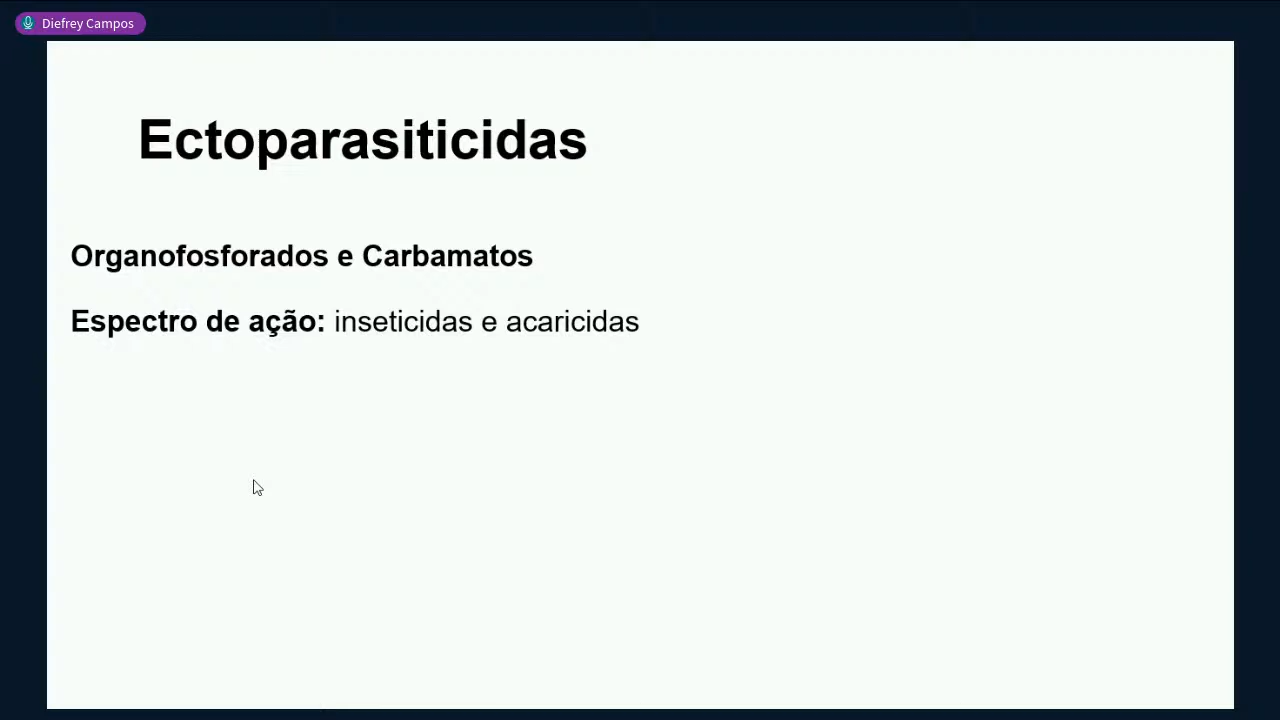 Diefrey Campos
Ectoparasiticidas
Organofosforados e Carbamatos
Espectro de ação: inseticidas e acaricidas